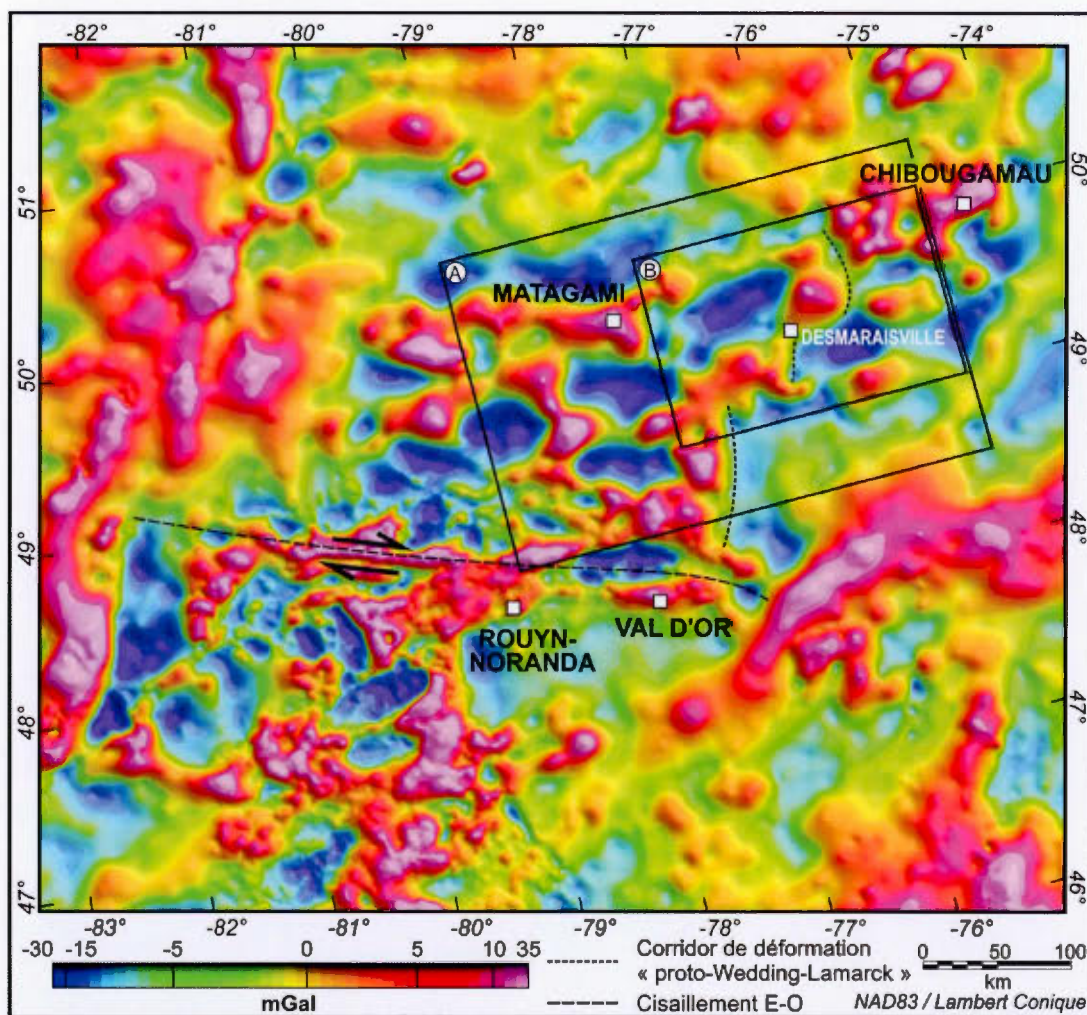 -82° -81° -80° -79° -78° -77° -76° -75° -74°
50°
CHIBOUGAMAU
51°
A
B
MATAGAMI
DESMARAISVILLE
49°
50°
48°
49°
ROUYN-
NORANDA
VAL D'OR
47°
48°
46°
47°
-83° -82° -81° -80° -79° -78° -77° -76°
-30 -15 -5 0 5 10 35
mGal
Corridor de déformation
« proto-Wedding-Lamarck »
Cisaillement E-O
0 50 100
km
NAD83 / Lambert Conique